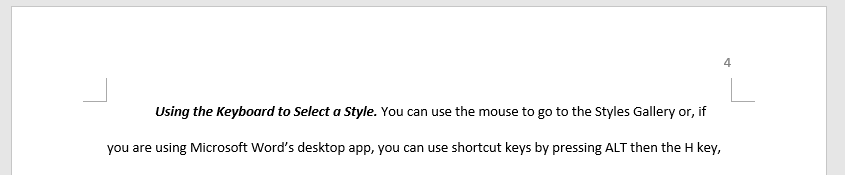 4
Using the Keyboard to Select a Style. You can use the mouse to go to the Styles Gallery or, if
you are using Microsoft Word’s desktop app, you can use shortcut keys by pressing ALT then the H key,